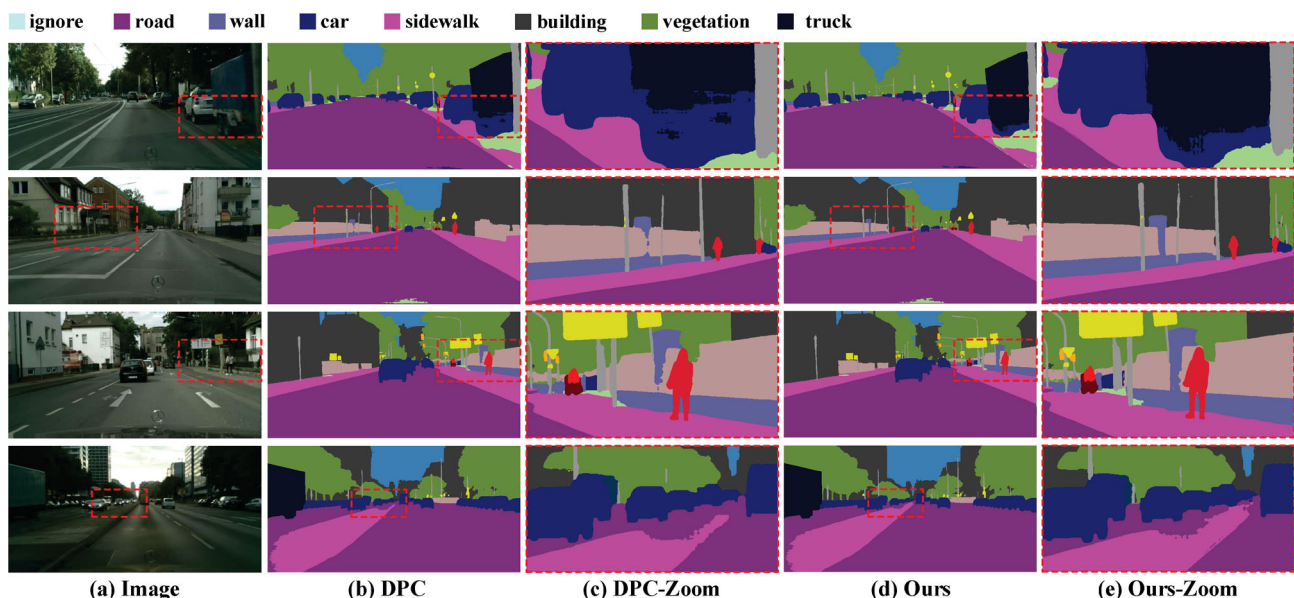 ignore road wall car sidewalk building vegetation truck
(a) Image (b) DPC (c) DPC-Zoom (d) Ours (e) Ours-Zoom